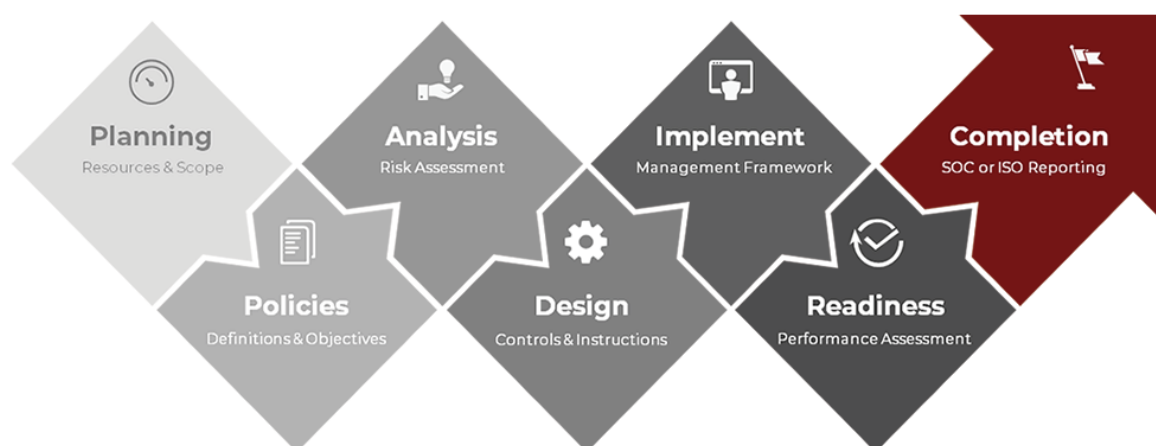 Planning
Resources & Scope
Policies
Definitions & Objectives
Analysis
Risk Assessment
Design
Controls & Instructions
Implement
Management Framework
Readiness
Performance Assessment
Completion
SOC or ISO Reporting